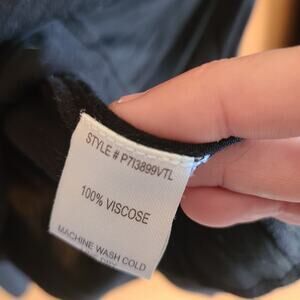 STYLE # P713899VTL
100% VISCOSE
MACHINE WASH COLD